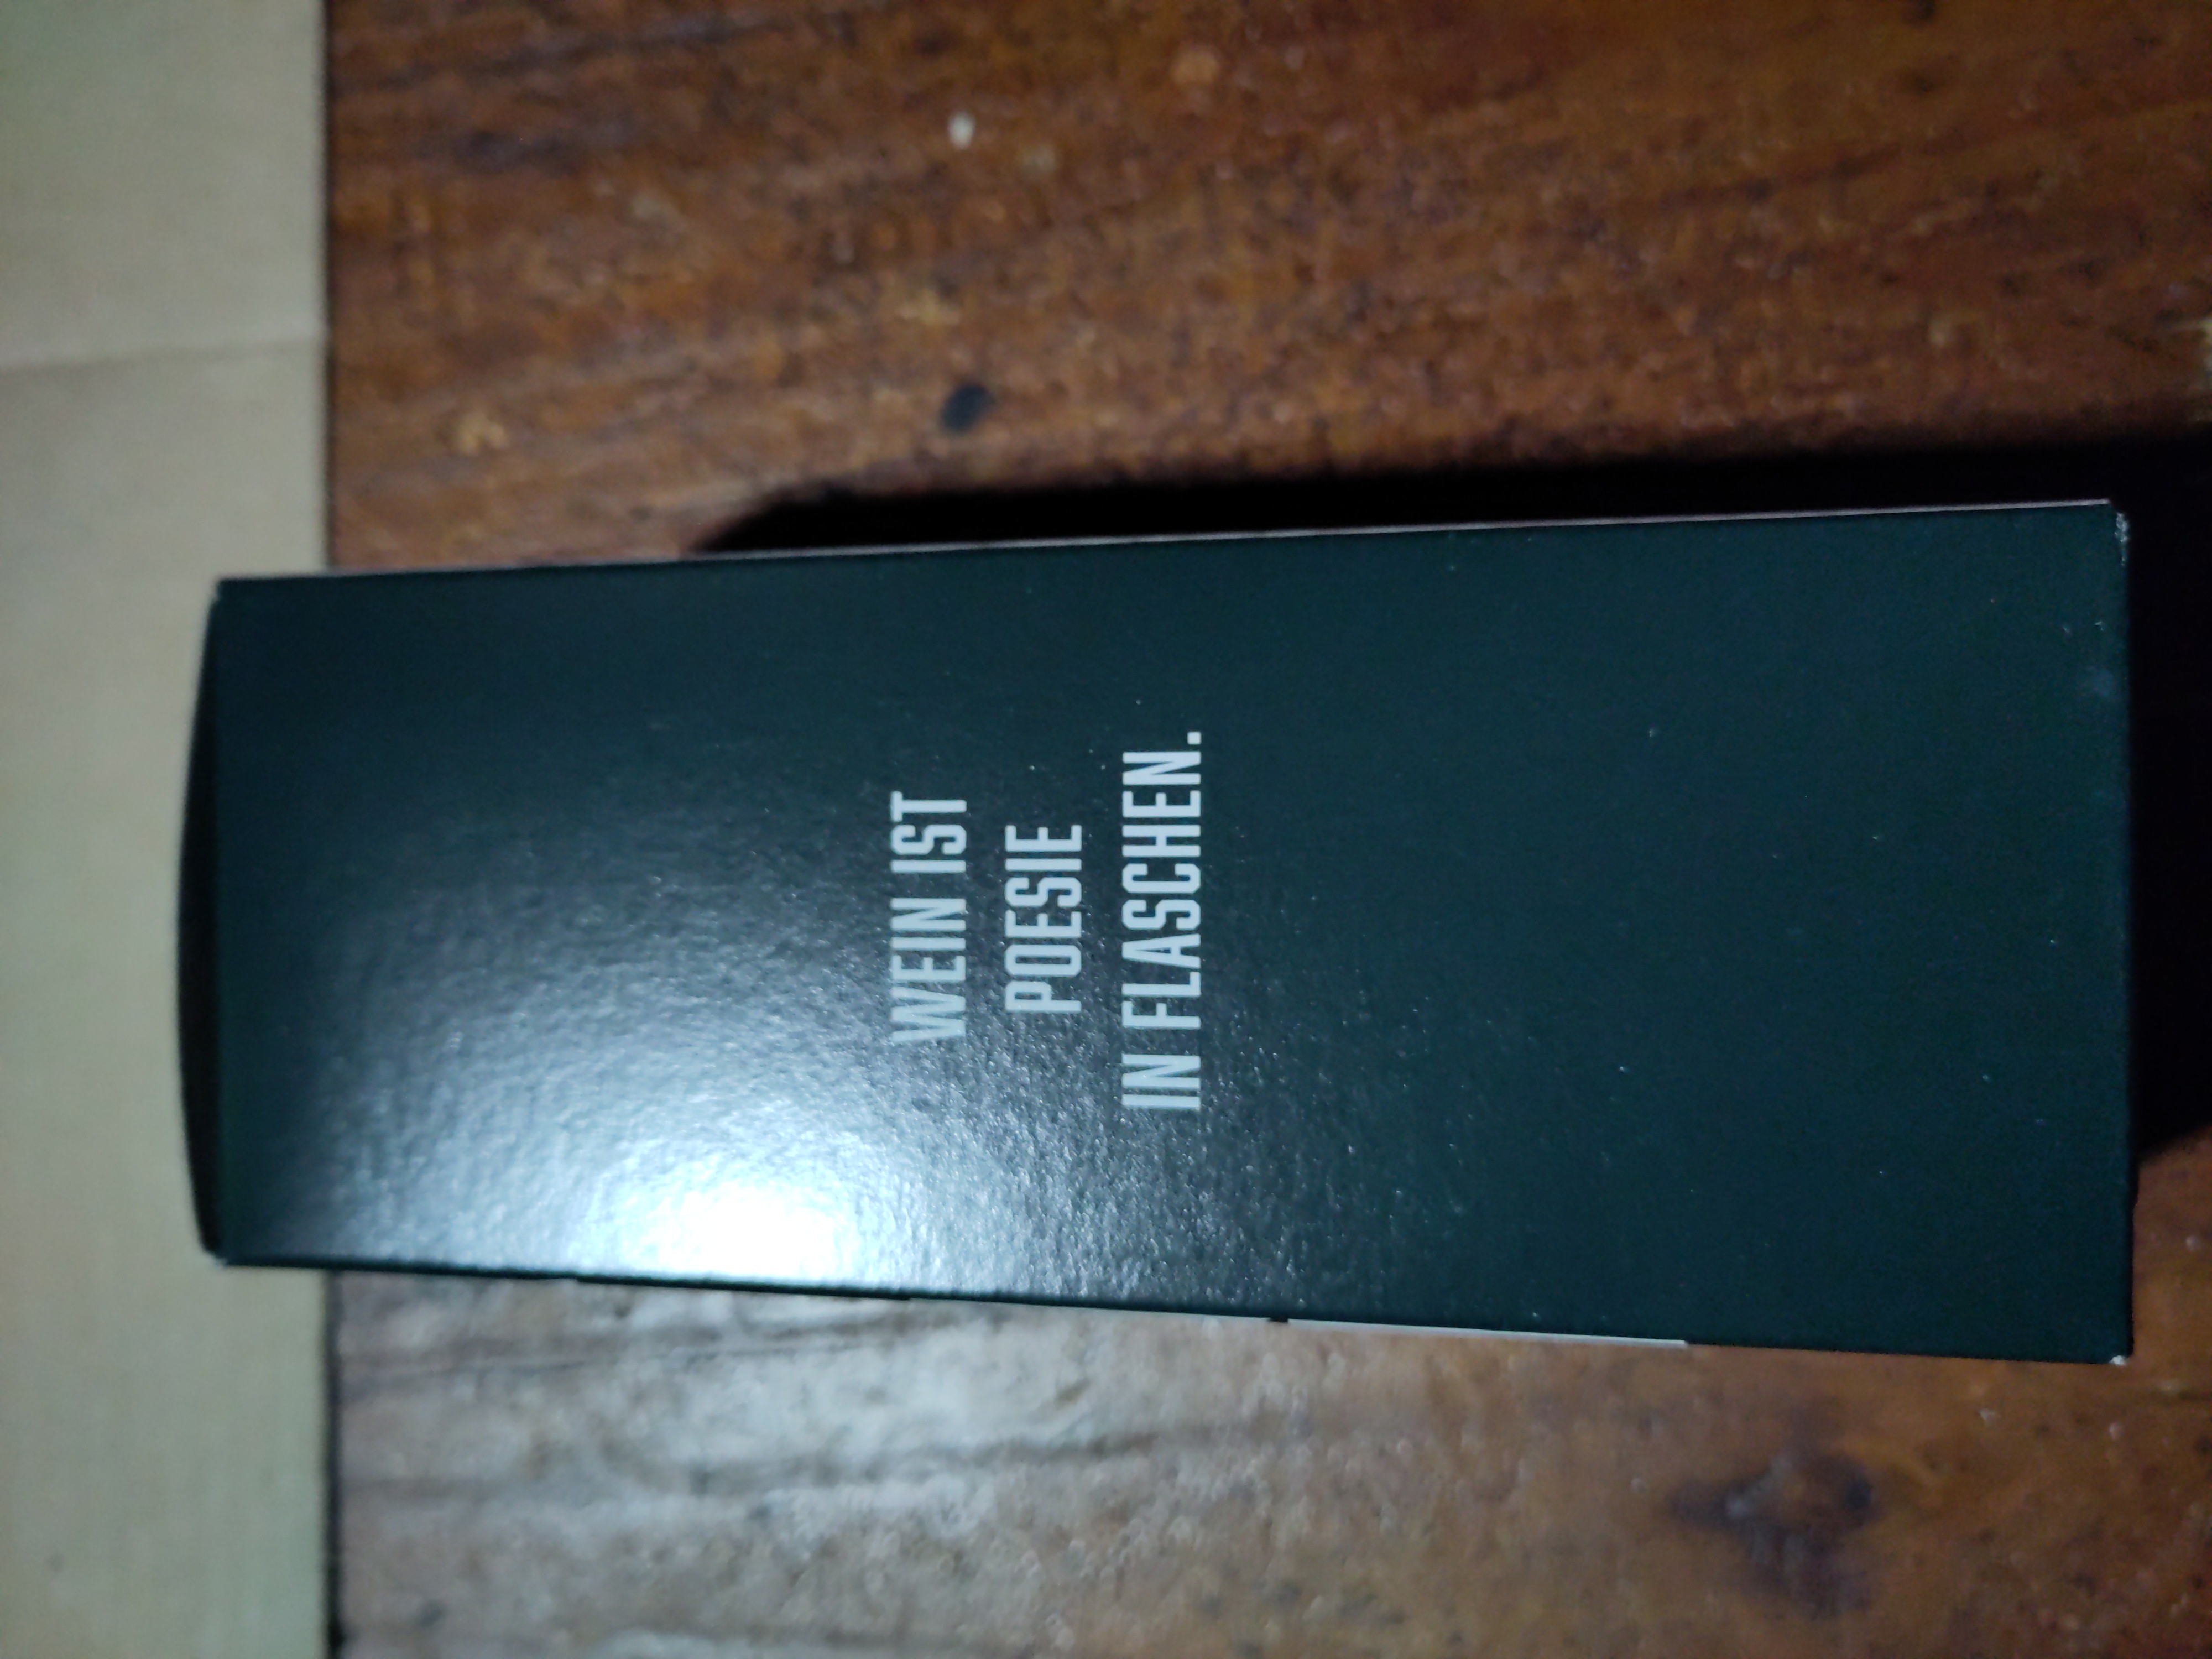 WEIN IST
POESIE
IN FLASCHEN.